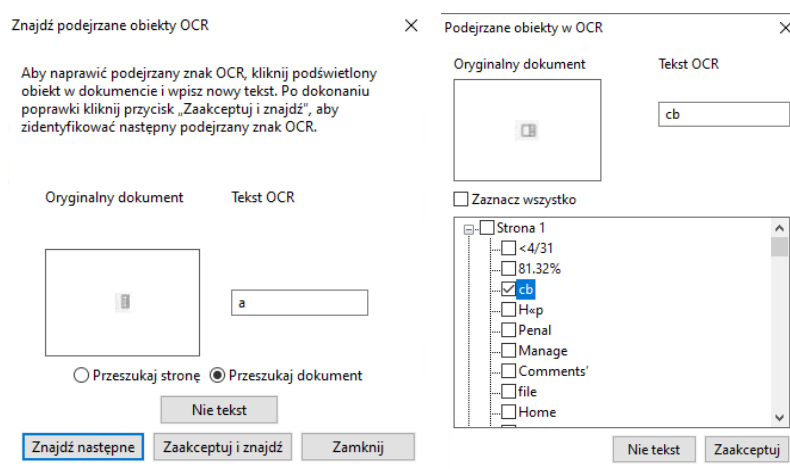 Znajdź podejrzane obiekty OCR
Aby naprawić podejrzany znak OCR, kliknij podświetlony
obiekt w dokumencie i wpisz nowy tekst. Po dokonaniu
poprawki kliknij przycisk „Zaakceptuj i znajdź”, aby
zidentyfikować następny podejrzany znak OCR.
Oryginalny dokument Tekst OCR
a
Przeszukaj stronę Przeszukaj dokument
Nie tekst
Znajdź następne Zaakceptuj i znajdź Zamknij
Podejrzane obiekty w OCR
Oryginalny dokument Tekst OCR
cb
Zaznacz wszystko
Strona 1
<4/31
81.32%
cb
H«p
Penal
Manage
Comments'
file
Home
Nie tekst Zaakceptuj